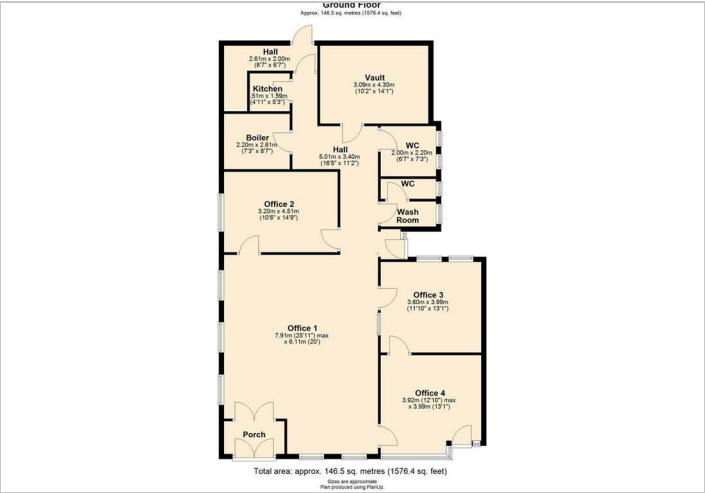 Ground Floor
Approx. 146.5 sq. metres (1576.4 sq. feet)
Hall
2.61m x 2.00m
(8'7" x 6'7")
Vault
3.09m x 4.30m
(10'2" x 14'1")
Kitchen
.51m x 1.59m
(4'11" x 5'3")
Boiler
2.20m x 2.61m
(7'3" x 8'7")
Hall
5.01m x 3.40m
(16'5" x 11'2")
WC
2.00m x 2.20m
(6'7" x 7'3")
WC
Wash
Room
Office 2
3.20m x 4.51m
(10'6" x 14'9")
Office 3
3.60m x 3.99m
(11'10" x 13'1")
Office 1
7.91m (25'11") max
x 6.11m (20')
Office 4
3.92m (12'10") max
x 3.99m (13'1")
Porch
Total area: approx. 146.5 sq. metres (1576.4 sq. feet)
Sizes are approximate
Plan produced using PlanUp.